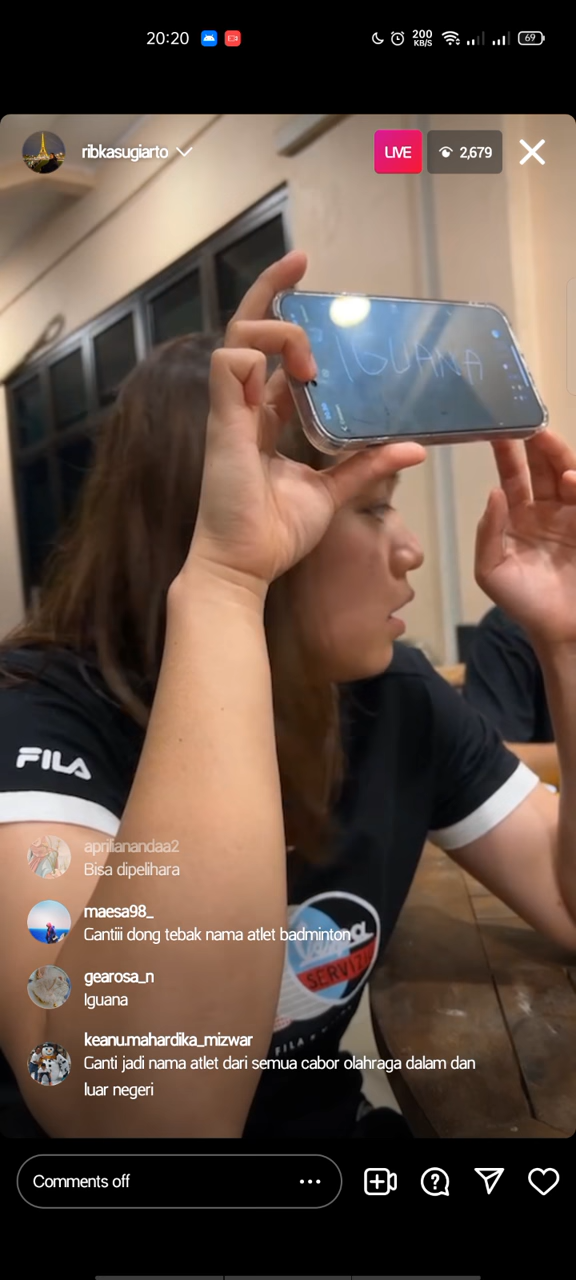 20:20
200
KB/S
69
ribkasugiarto
LIVE
2,679
IGUANA
FILA
aprilianandaa2
Bisa dipelihara
maesa98_
Gantiii dong tebak nama atlet badminton
SERVIZIO
gearosa_n
Iguana
keanu.mahardika_mizwar
Ganti jadi nama atlet dari semua cabor olahraga dalam dan
luar negeri
Comments off